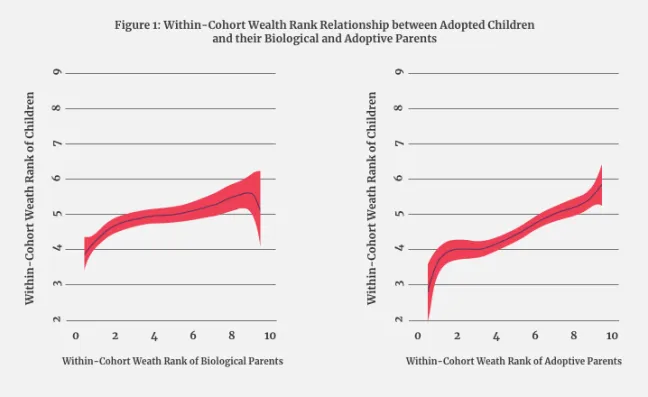 Figure 1: Within-Cohort Wealth Rank Relationship between Adopted Children
and their Biological and Adoptive Parents
Within-Cohort Weath Rank of Children
9
8
7
6
5
4
3
2
0 2 4 6 8 10
Within-Cohort Weath Rank of Biological Parents
Within-Cohort Weath Rank of Children
9
8
7
6
5
4
3
2
0 2 4 6 8 10
Within-Cohort Weath Rank of Adoptive Parents